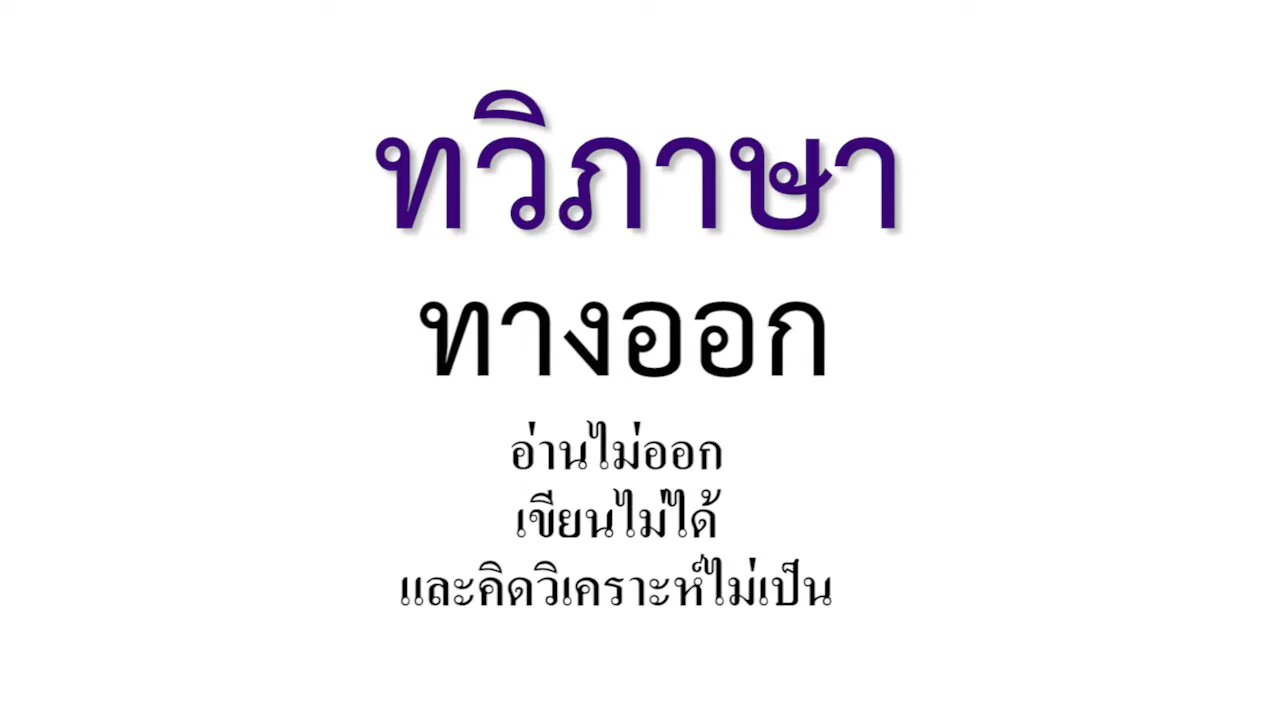 ทวิภาษา
ทางออก
อ่านไม่ออก
เขียนไม่ได้
และคิดวิเคราะห์ไม่เป็น